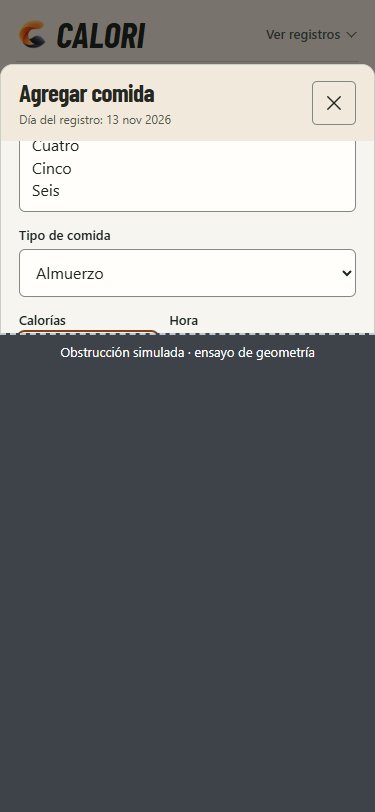 CALORI
Ver registros
Agregar comida
Día del registro: 13 nov 2026
Cuatro
Cinco
Seis
Tipo de comida
Almuerzo
Calorías Hora
Obstrucción simulada · ensayo de geometría